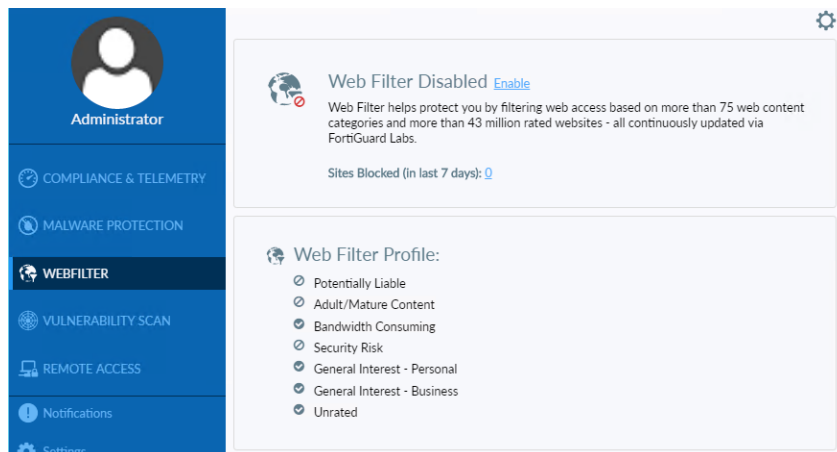 Administrator
COMPLIANCE & TELEMETRY
MALWARE PROTECTION
WEBFILTER
VULNERABILITY SCAN
REMOTE ACCESS
Notifications
Settings
Web Filter Disabled Enable
Web Filter helps protect you by filtering web access based on more than 75 web content
categories and more than 43 million rated websites - all continuously updated via
FortiGuard Labs.
Sites Blocked (in last 7 days): 0
Web Filter Profile:
Potentially Liable
Adult/Mature Content
Bandwidth Consuming
Security Risk
General Interest - Personal
General Interest - Business
Unrated